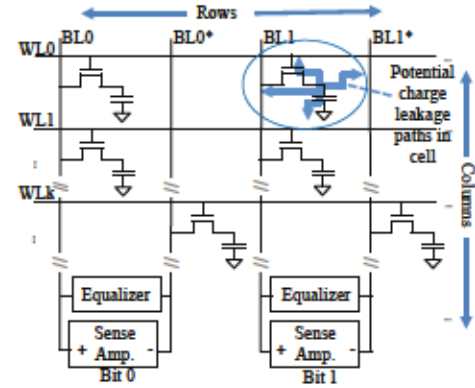 Rows
BL0 BL0* BL1 BL1*
WL0
Potential
charge
leakage
paths in
cell
WL1
Columns
WLk
Equalizer Equalizer
+ Sense Amp. - + Sense Amp. -
Bit 0 Bit 1